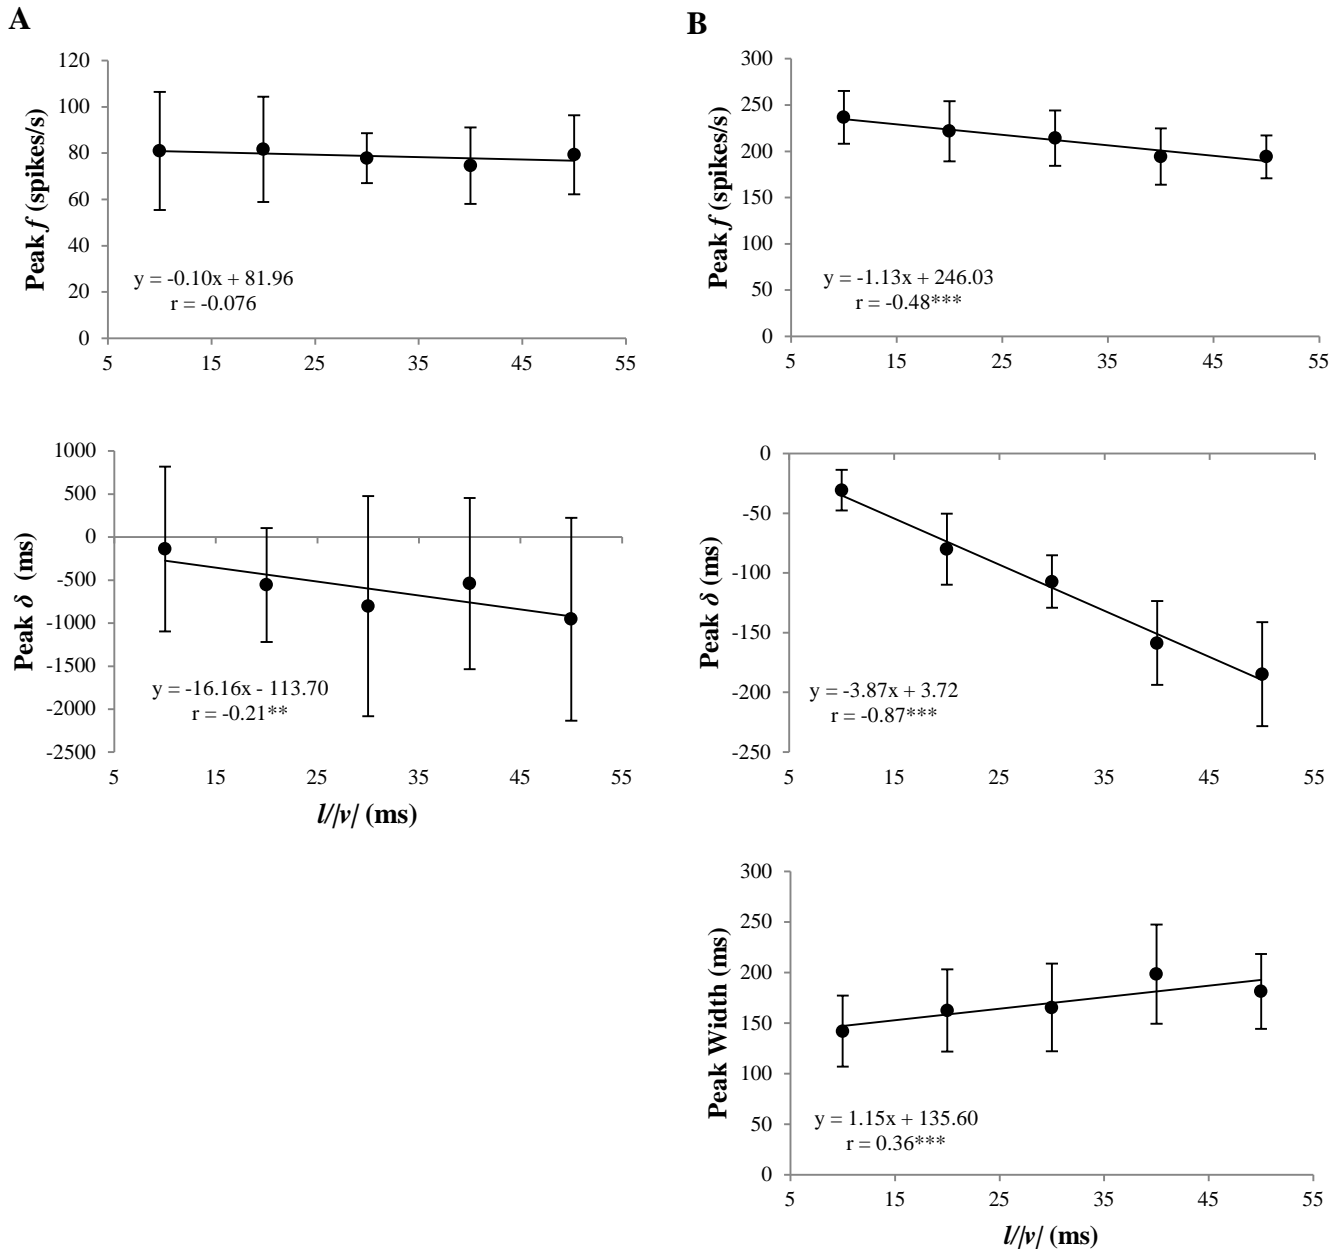 A
B
Peak f (spikes/s)
120
100
80
60
40
20
0
y = -0.10x + 81.96
r = -0.076
5 15 25 35 45 55
Peak f (spikes/s)
300
250
200
150
100
50
0
y = -1.13x + 246.03
r = -0.48***
5 15 25 35 45 55
Peak δ (ms)
1000
500
0
-500
-1000
-1500
-2000
-2500
y = -16.16x - 113.70
r = -0.21**
5 15 25 35 45 55
l/|v| (ms)
Peak δ (ms)
0
-50
-100
-150
-200
-250
y = -3.87x + 3.72
r = -0.87***
5 15 25 35 45 55
Peak Width (ms)
300
250
200
150
100
50
0
y = 1.15x + 135.60
r = 0.36***
5 15 25 35 45 55
l/|v| (ms)